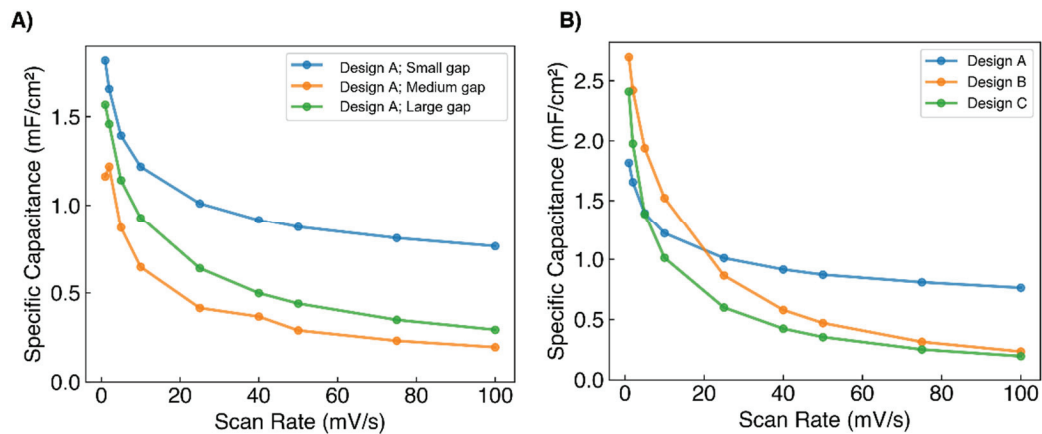 A)
Specific Capacitance (mF/cm²)
1.5
1.0
0.5
0.0
Design A; Small gap
Design A; Medium gap
Design A; Large gap
0 20 40 60 80 100
Scan Rate (mV/s)
B)
Specific Capacitance (mF/cm²)
2.5
2.0
1.5
1.0
0.5
0.0
Design A
Design B
Design C
0 20 40 60 80 100
Scan Rate (mV/s)